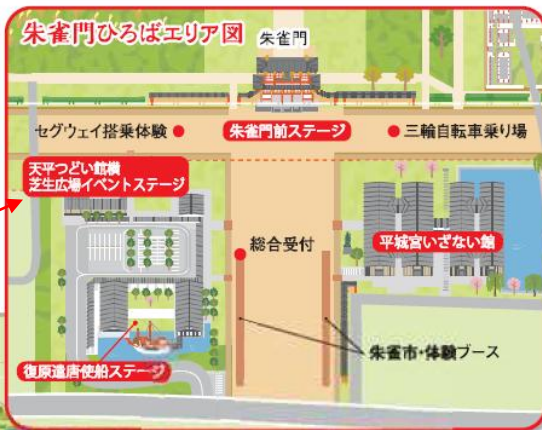 朱雀門ひろばエリア図
朱雀門
セグウェイ搭乗体験
朱雀門前ステージ
三輪自転車乗り場
天平つどい館横
芝生広場イベントステージ
総合受付
平城宮いざない館
朱雀市・体験ブース
復原遣唐使船ステージ